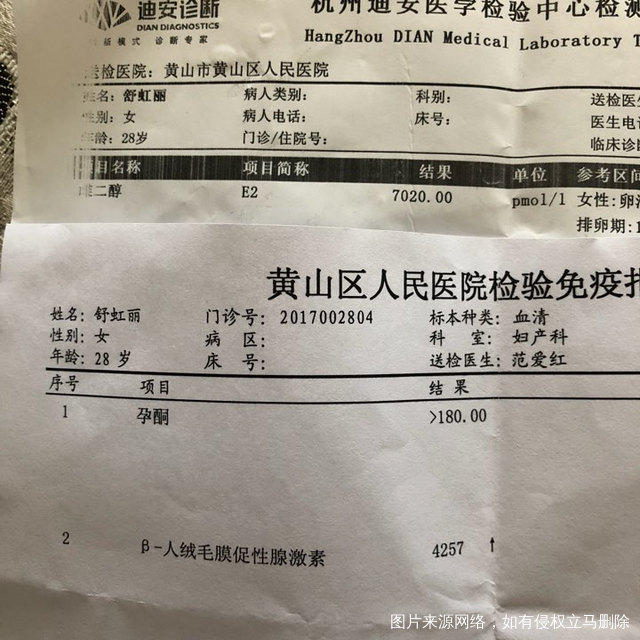 迪安诊断
DIAN DIAGNOSTICS
诊断专家
杭州迪安医学检验中心检测
HangZhou DIAN Medical Laboratory T
送检医院：黄山市黄山区人民医院
姓名：舒虹丽 病人类别： 科别： 送检医生
性别：女 病人电话： 床号： 医生电话
年龄：28岁 门诊/住院号： 临床诊断
项目名称 项目简称 结果 单位 参考区间
雌二醇 E2 7020.00 pmol/l 女性：卵泡
排卵期：1
黄山区人民医院检验免疫报
姓名：舒虹丽 门诊号：2017002804 标本种类：血清
性别：女 病 区： 科 室：妇产科
年龄：28 岁 床 号： 送检医生：范爱红
序号 项目 结果
1 孕酮 >180.00
2 β-人绒毛膜促性腺激素 4257 ↑
图片来源网络，如有侵权立马删除